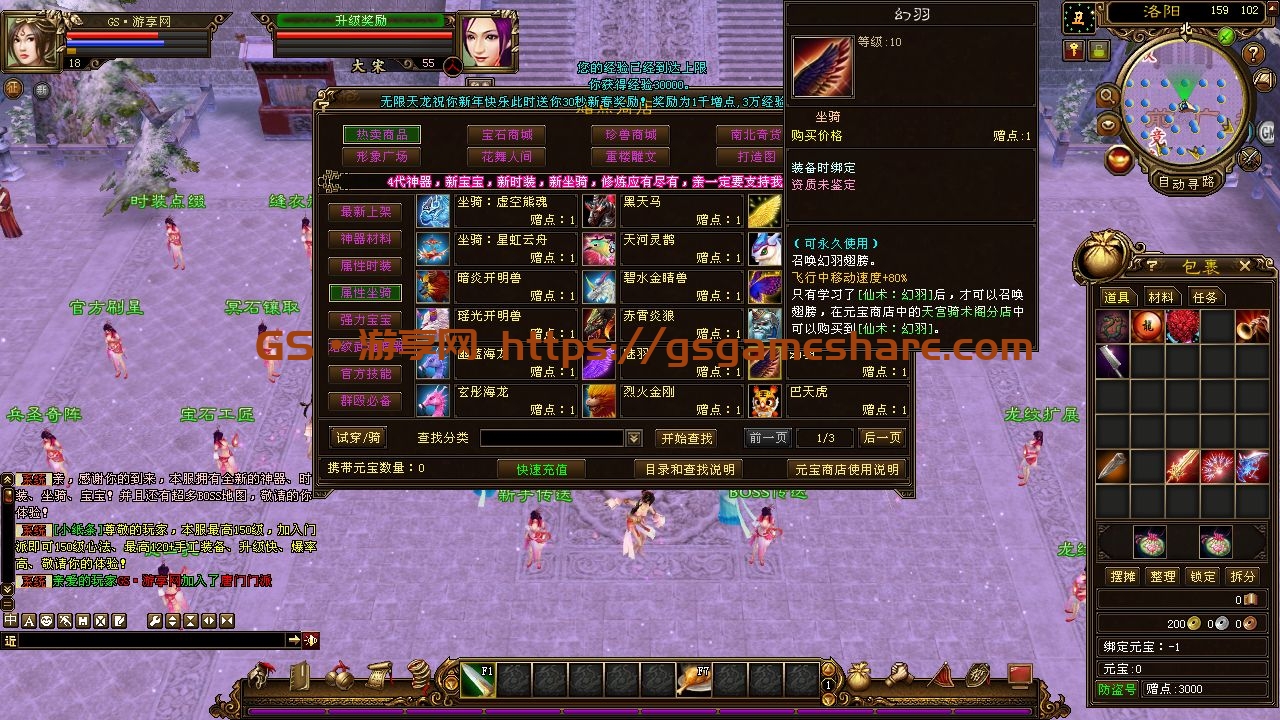 GS·游享网
18
升级奖励
大宋
55
您的经验已经到达上限
你获得经验30000。
无限天龙祝你新年快乐此时送你30秒新春奖励！奖励为1千增点,3万经验
幻羽
等级:10
坐骑
购买价格
赠点:1
装备时绑定
资质未鉴定
(可永久使用)
召唤幻羽翅膀。
飞行中移动速度+80%
只有学习了[仙术：幻羽]后，才可以召唤
翅膀，在元宝商店中的天宫骑术阁分店中
可以购买到[仙术：幻羽]。
洛阳
159 102
北
GM
自动寻路
热卖商品
宝石商城
珍兽商城
南北奇货
形象广场
花舞人间
重楼雕文
打造图
4代神器，新宝宝，新时装，新坐骑，修炼应有尽有，亲一定要支持我
最新上架
神器材料
属性时装
属性坐骑
强力宝宝
官方技能
群殴必备
坐骑：虚空能魂
赠点：1
黑天马
赠点：1
坐骑：星虹云舟
赠点：1
天河灵鹊
赠点：1
暗炎开明兽
赠点：1
碧水金睛兽
赠点：1
瑶光开明兽
赠点：1
赤霄炎狼
赠点：1
赠点：1
赠点：1
赠点：1
玄彤海龙
赠点：1
烈火金刚
赠点：1
巴天虎
赠点：1
试穿/骑
查找分类
开始查找
前一页
1/3
后一页
携带元宝数量：0
快速充值
目录和查找说明
元宝商店使用说明
时装点缀
官方刷星
冥石镶取
兵圣奇阵
宝石工匠
龙纹扩展
新手传送
BOSS传送
GS·游享网 https://gsgameshare.com
包裹
道具
材料
任务
摆摊
整理
锁定
拆分
0
200 0 0
绑定元宝：-1
元宝:0
防盗号
赠点:3000
系统 亲，感谢你的到来，本服拥有全新的神器、时
装、坐骑、宝宝！并且还有超多BOSS地图，敬请的你
体验！
系统 [小纸条]尊敬的玩家，本服最高150级，加入门
派即可150级心法、最高120+手工装备、升级快、爆率
高、敬请你的体验！
系统 亲爱的玩家GS·游享网加入了唐门门派
近
F1
F7
1